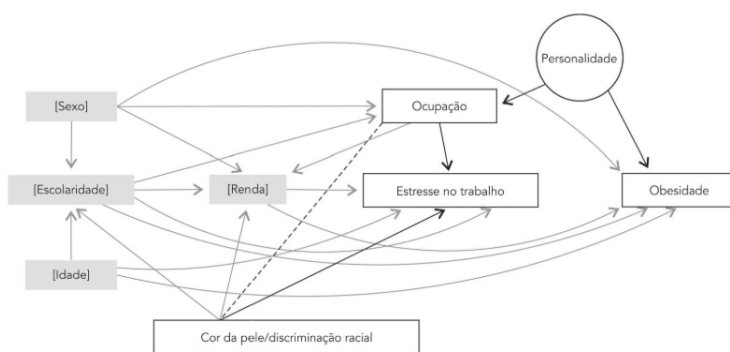 Personalidade
[Sexo]
Ocupação
[Escolaridade]
[Renda]
Estresse no trabalho
Obesidade
[Idade]
Cor da pele/discriminação racial